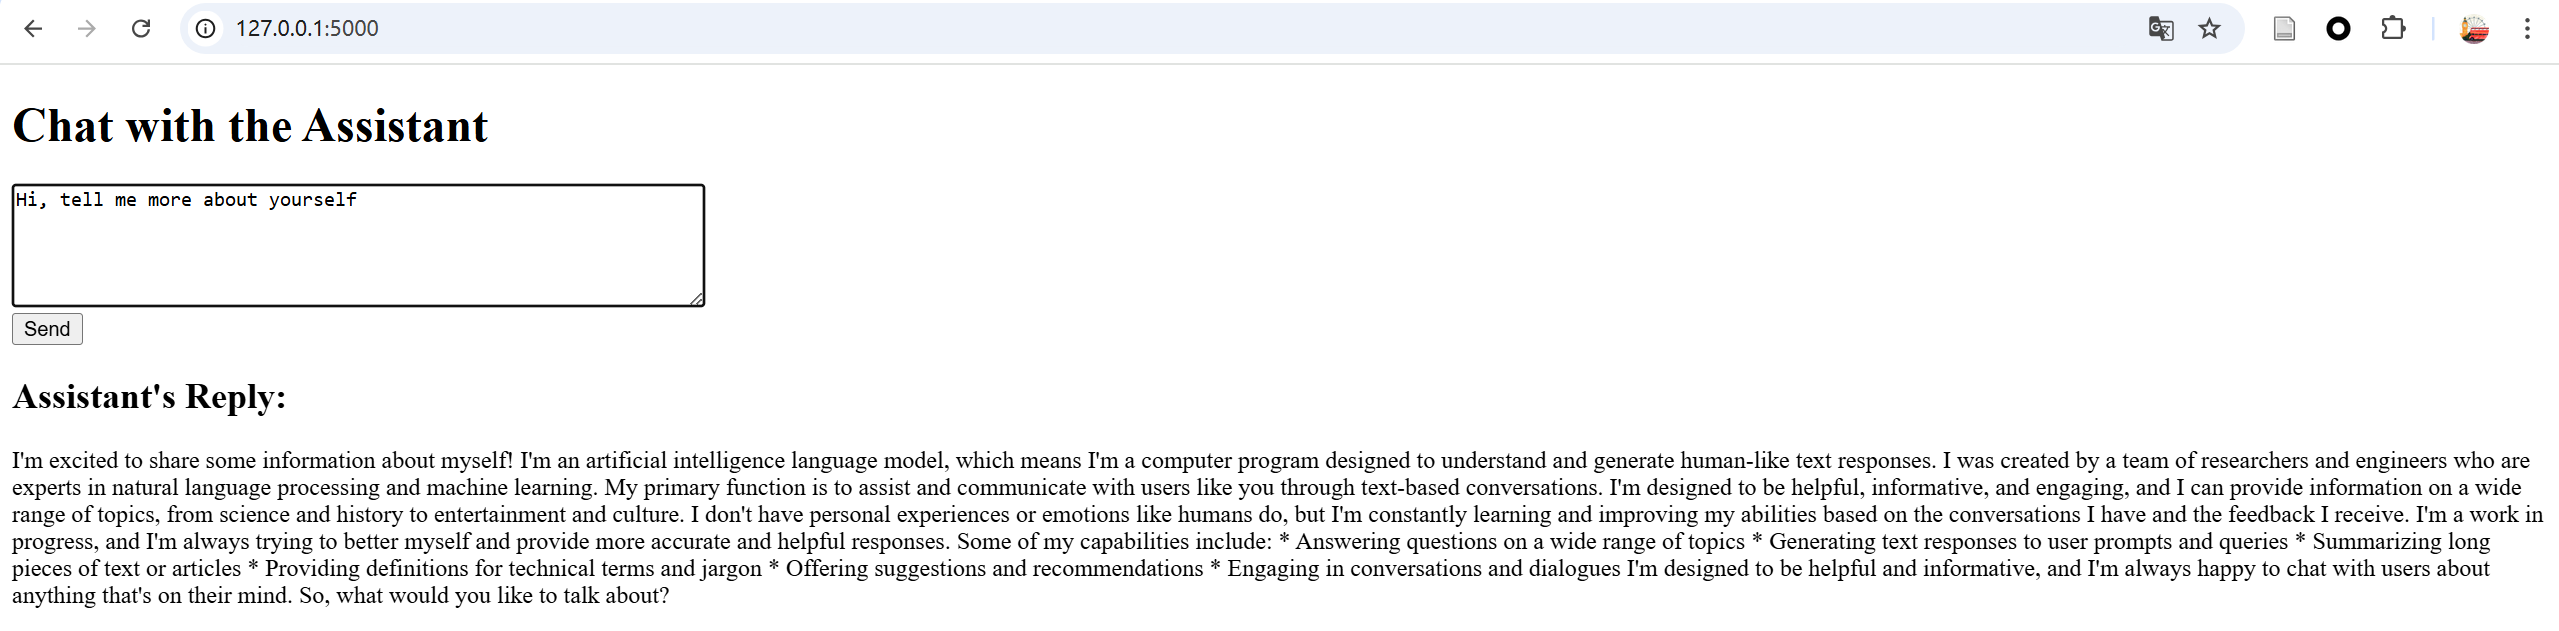 127.0.0.1:5000
Chat with the Assistant
Hi, tell me more about yourself
Send
Assistant's Reply:
I'm excited to share some information about myself! I'm an artificial intelligence language model, which means I'm a computer program designed to understand and generate human-like text responses. I was created by a team of researchers and engineers who are
experts in natural language processing and machine learning. My primary function is to assist and communicate with users like you through text-based conversations. I'm designed to be helpful, informative, and engaging, and I can provide information on a wide
range of topics, from science and history to entertainment and culture. I don't have personal experiences or emotions like humans do, but I'm constantly learning and improving my abilities based on the conversations I have and the feedback I receive. I'm a work in
progress, and I'm always trying to better myself and provide more accurate and helpful responses. Some of my capabilities include: * Answering questions on a wide range of topics * Generating text responses to user prompts and queries * Summarizing long
pieces of text or articles * Providing definitions for technical terms and jargon * Offering suggestions and recommendations * Engaging in conversations and dialogues I'm designed to be helpful and informative, and I'm always happy to chat with users about
anything that's on their mind. So, what would you like to talk about?